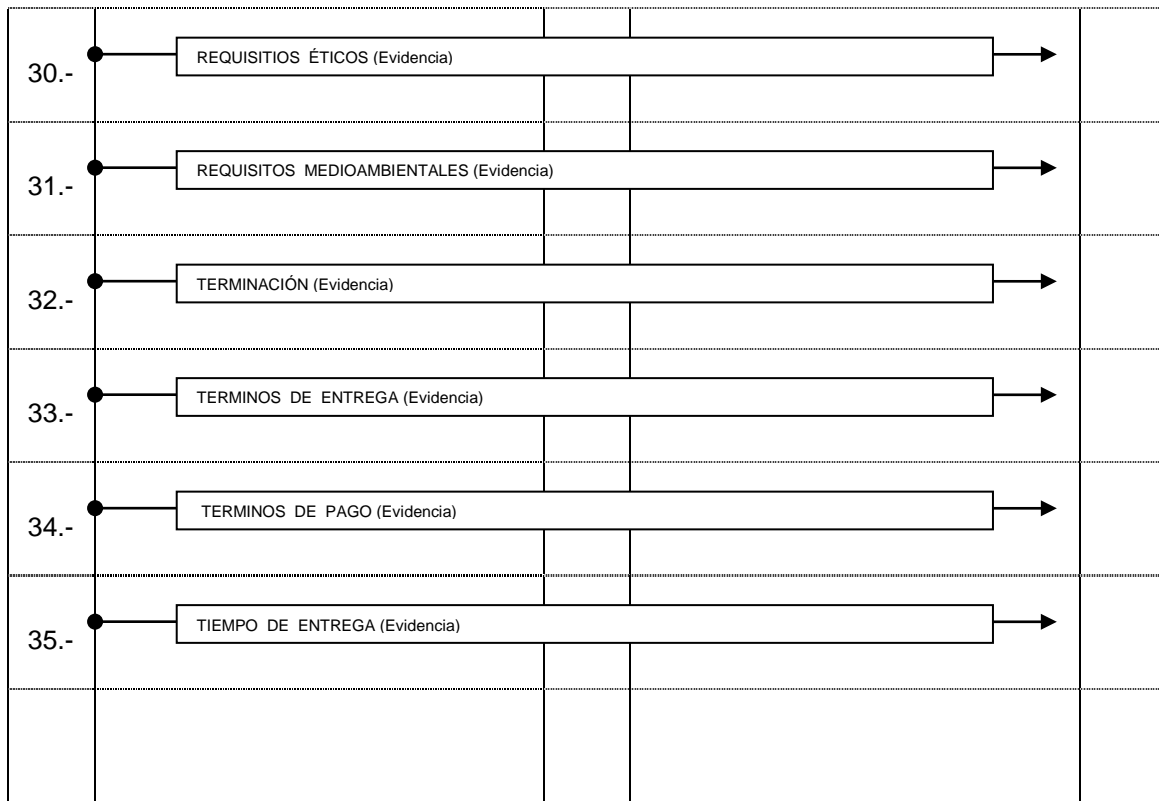 30.- REQUISITIOS ÉTICOS (Evidencia)
31.- REQUISITOS MEDIOAMBIENTALES (Evidencia)
32.- TERMINACIÓN (Evidencia)
33.- TERMINOS DE ENTREGA (Evidencia)
34.- TERMINOS DE PAGO (Evidencia)
35.- TIEMPO DE ENTREGA (Evidencia)